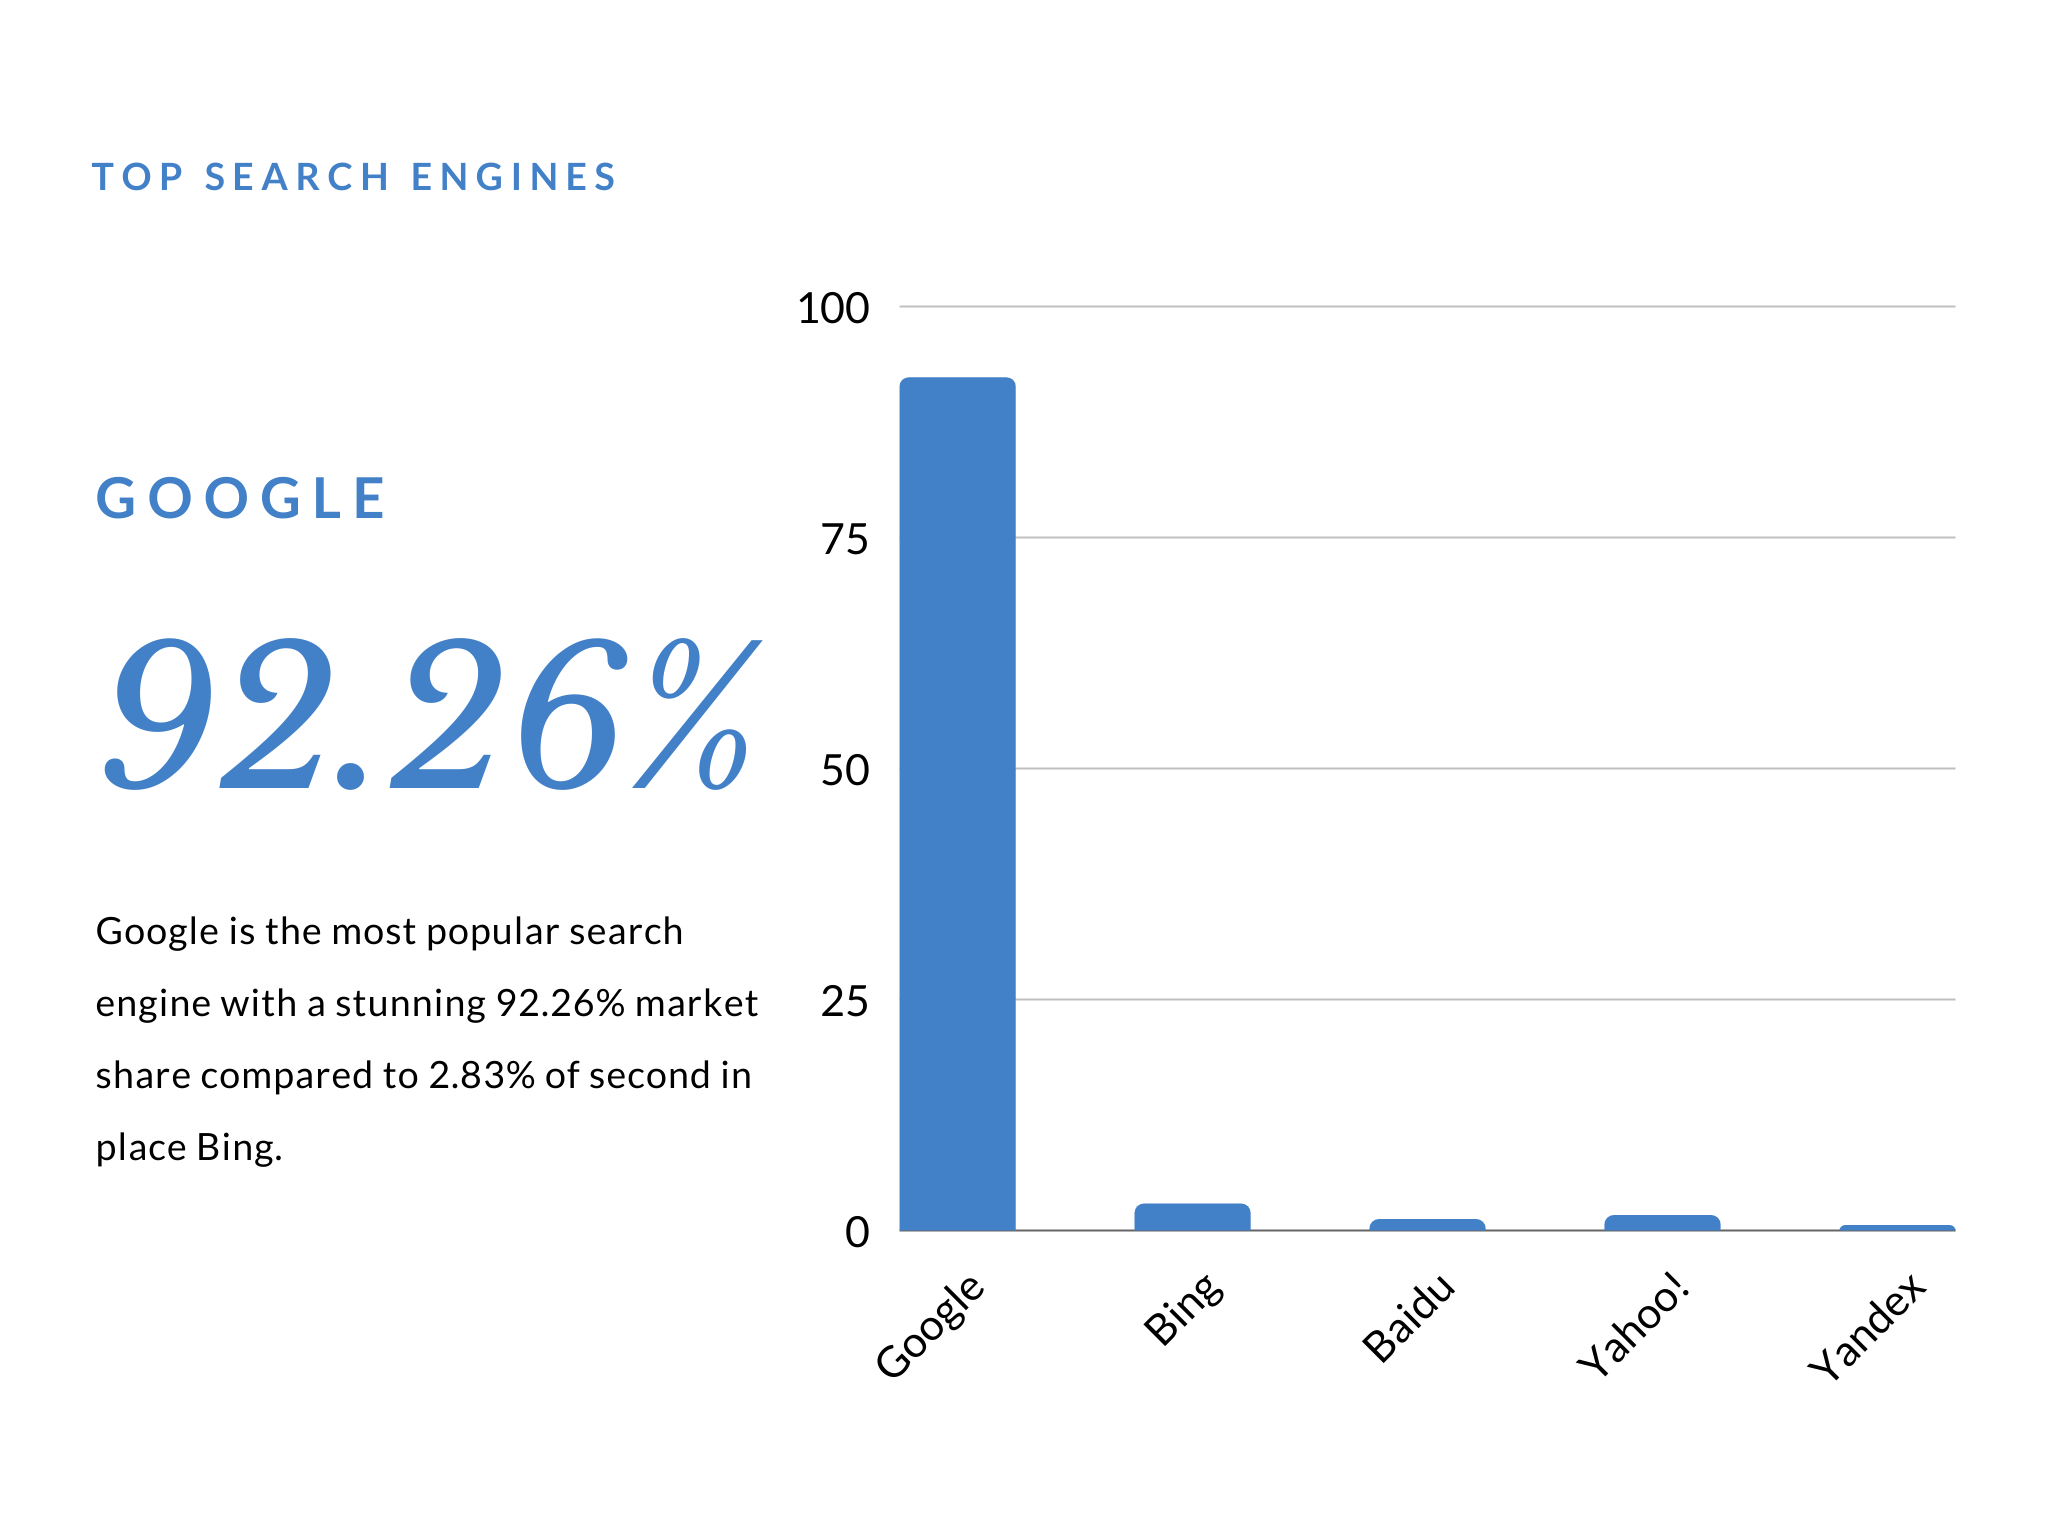 TOP SEARCH ENGINES
GOOGLE
92.26%
Google is the most popular search
engine with a stunning 92.26% market
share compared to 2.83% of second in
place Bing.
100
75
50
25
0
Google
Bing
Baidu
Yahoo!
Yandex